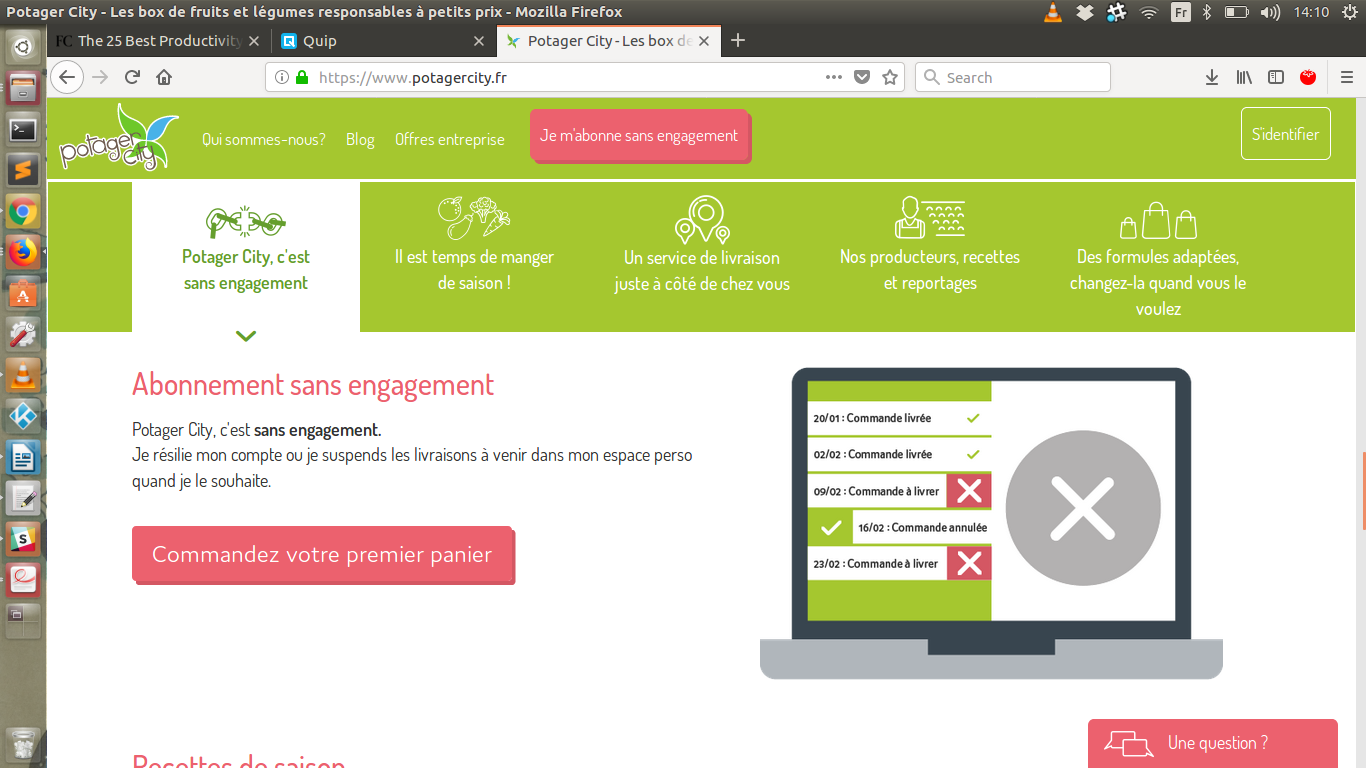 Potager City - Les box de fruits et légumes responsables à petits prix - Mozilla Firefox
Fr
14:10
FC The 25 Best Productivity
Quip
Potager City - Les box de
https://www.potagercity.fr
Search
potager city
Qui sommes-nous?
Blog
Offres entreprise
Je m'abonne sans engagement
S'identifier
Potager City, c'est
sans engagement
Il est temps de manger
de saison !
Un service de livraison
juste à côté de chez vous
Nos producteurs, recettes
et reportages
Des formules adaptées,
changez-la quand vous le
voulez
Abonnement sans engagement
Potager City, c'est sans engagement.
Je résilie mon compte ou je suspends les livraisons à venir dans mon espace perso
quand je le souhaite.
Commandez votre premier panier
20/01 : Commande livrée
02/02 : Commande livrée
09/02 : Commande à livrer
16/02 : Commande annulée
23/02 : Commande à livrer
Recettes de saison
Une question ?